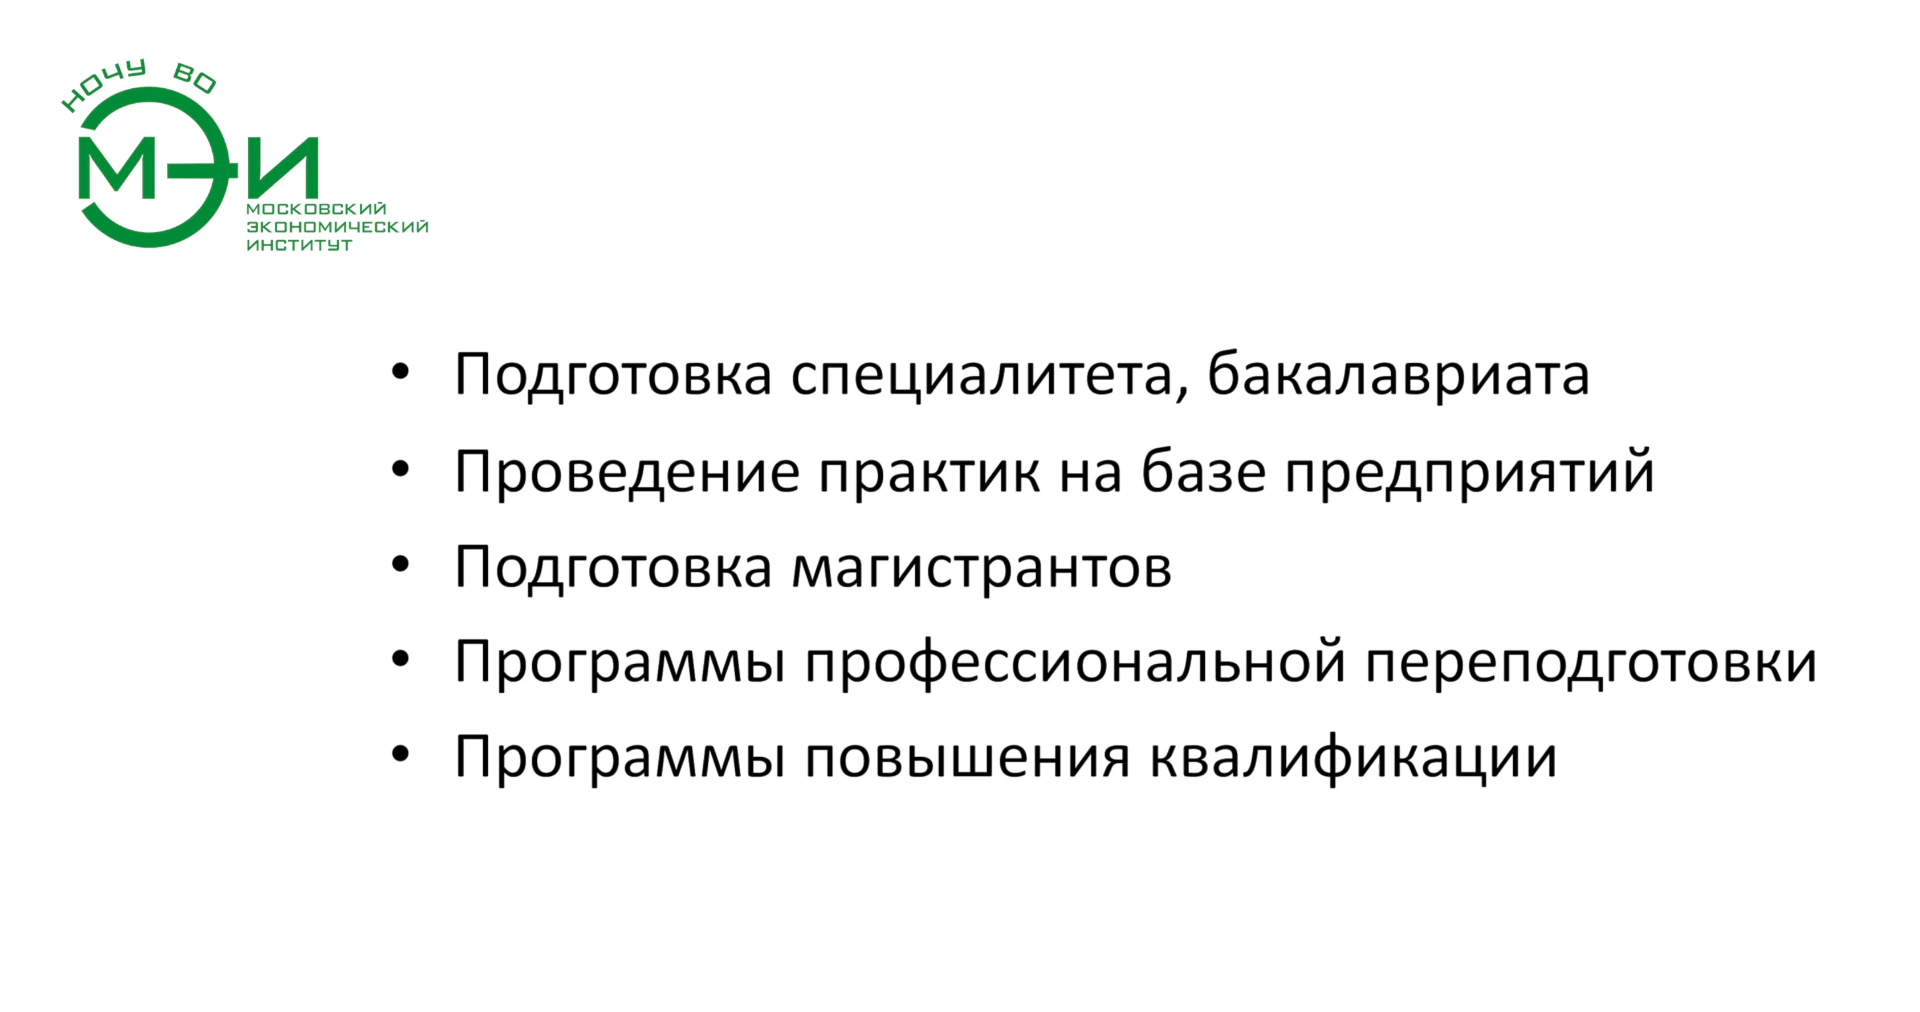 НОЧУ ВО
МЭИ
МОСКОВСКИЙ
ЭКОНОМИЧЕСКИЙ
ИНСТИТУТ
• Подготовка специалитета, бакалавриата
• Проведение практик на базе предприятий
• Подготовка магистрантов
• Программы профессиональной переподготовки
• Программы повышения квалификации